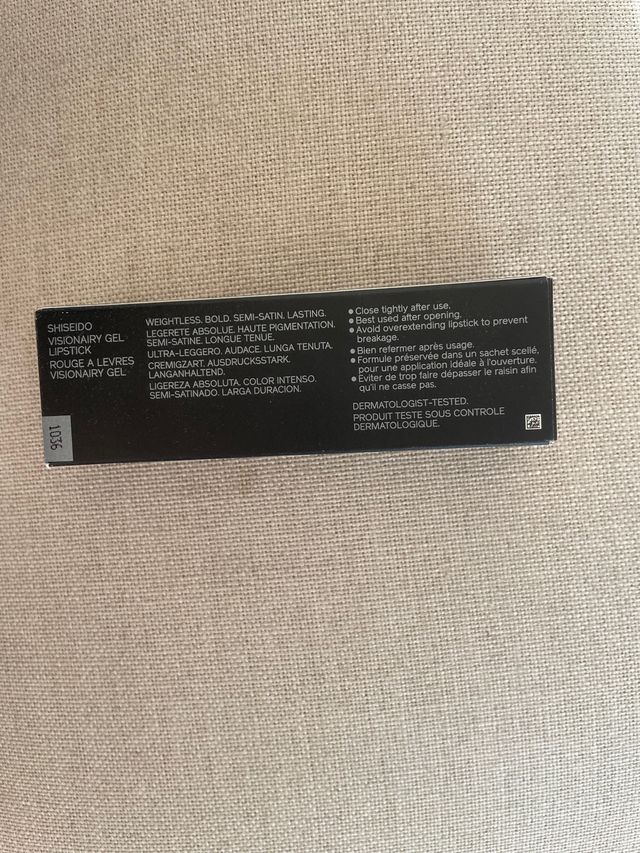 SHISEIDO
VISIONAIRY GEL
LIPSTICK
ROUGE A LEVRES
VISIONAIRY GEL
1036
WEIGHTLESS. BOLD. SEMI-SATIN. LASTING.
LEGERETE ABSOLUE. HAUTE PIGMENTATION.
SEMI-SATINE. LONGUE TENUE.
ULTRA-LEGGERO. AUDACE. LUNGA TENUTA.
CREMIGZART. AUSDRUCKSSTARK.
LANGANHALTEND.
LIGEREZA ABSOLUTA. COLOR INTENSO.
SEMI-SATINADO. LARGA DURACION.
● Close tightly after use.
● Best used after opening.
● Avoid overextending lipstick to prevent
breakage.
● Bien refermer après usage.
● Formule préservée dans un sachet scellé,
pour une application idéale à l'ouverture.
● Eviter de trop faire dépasser le raisin afin
qu'il ne casse pas.
DERMATOLOGIST-TESTED.
PRODUIT TESTE SOUS CONTROLE
DERMATOLOGIQUE.